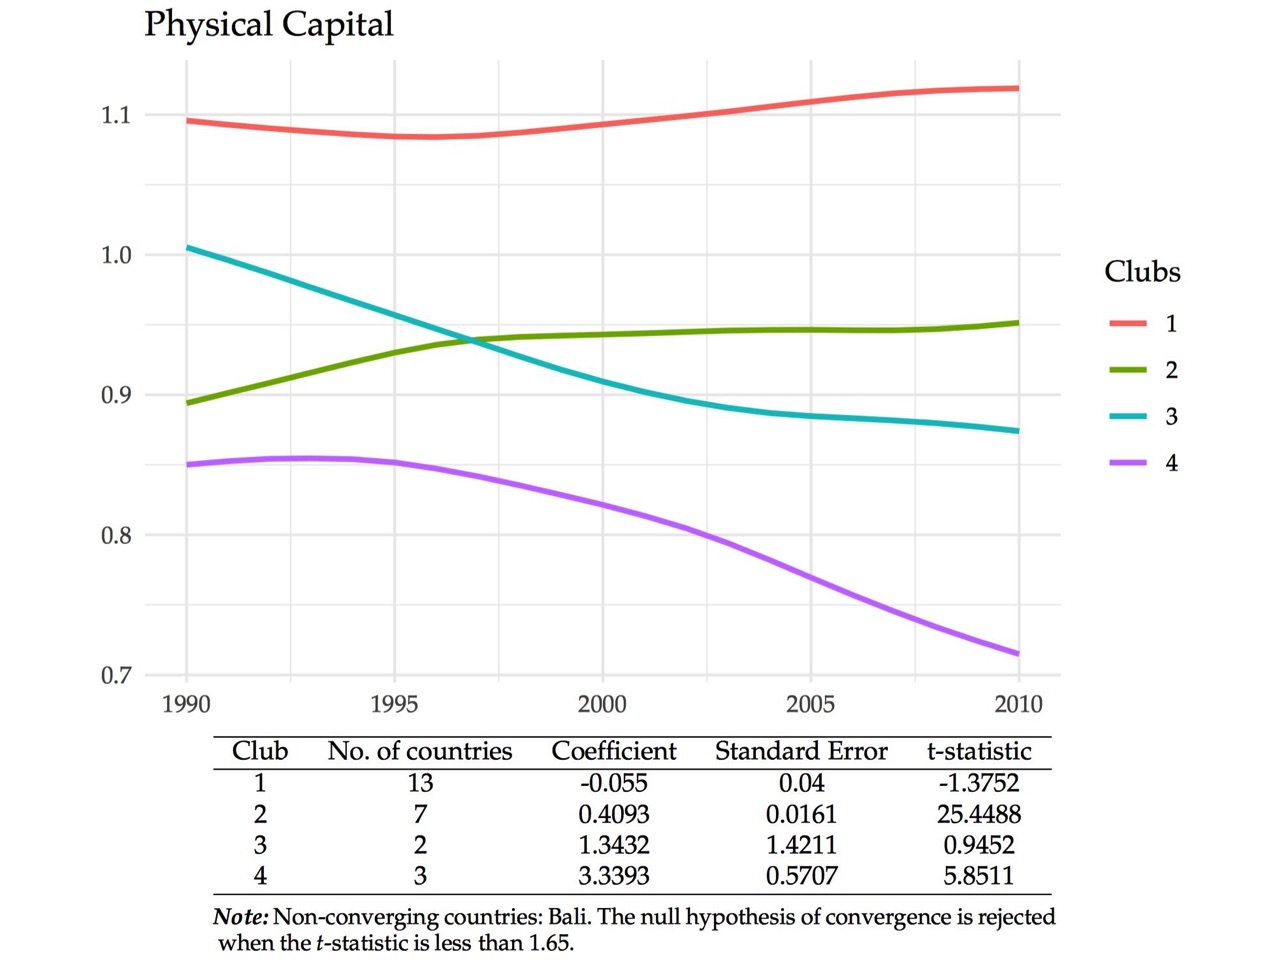 Physical Capital
1.1
1.0
0.9
0.8
0.7
1990 1995 2000 2005 2010
Clubs
1
2
3
4
Club No. of countries Coefficient Standard Error t-statistic
1 13 -0.055 0.04 -1.3752
2 7 0.4093 0.0161 25.4488
3 2 1.3432 1.4211 0.9452
4 3 3.3393 0.5707 5.8511
Note: Non-converging countries: Bali. The null hypothesis of convergence is rejected
when the t-statistic is less than 1.65.